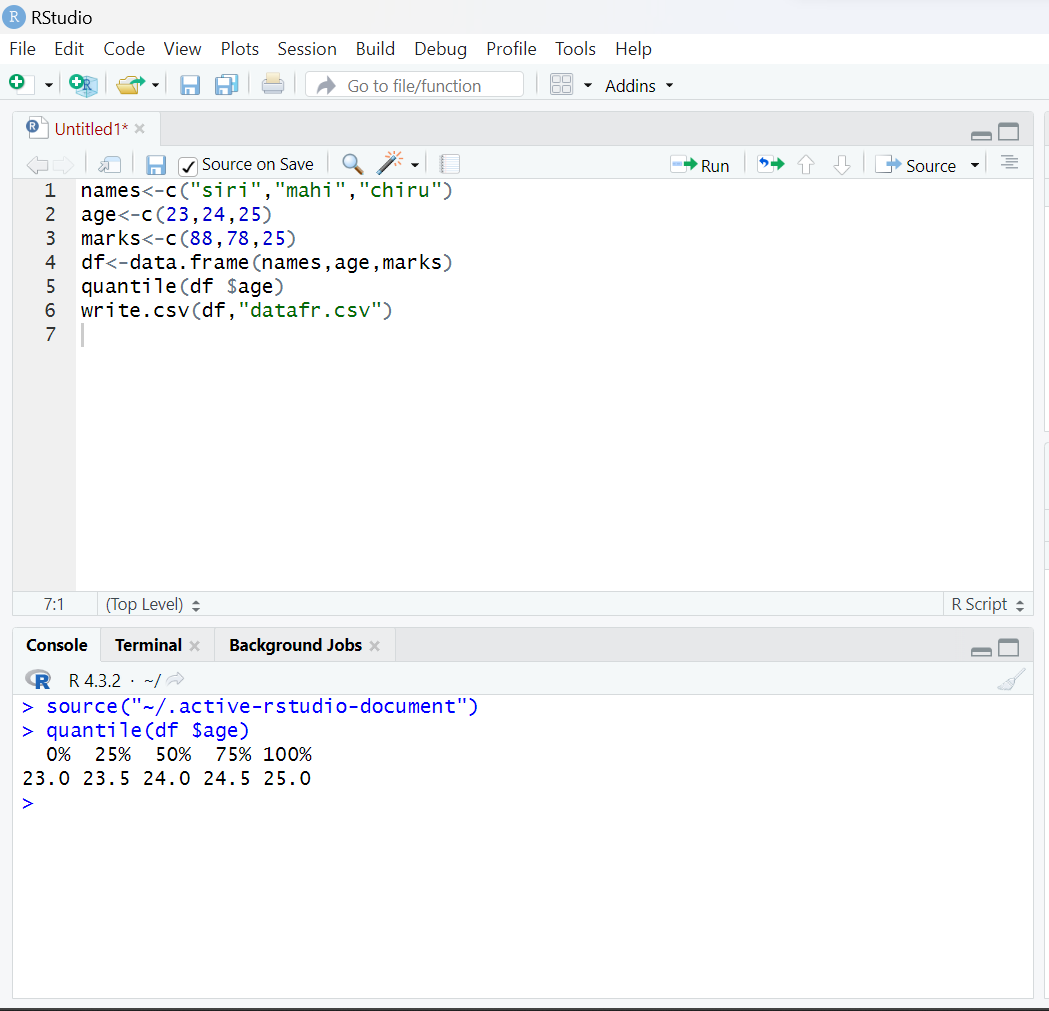 R RStudio
File Edit Code View Plots Session Build Debug Profile Tools Help
R Go to file/function Addins
R Untitled1*
Source on Save Run Source
1 names<-c("siri","mahi","chiru")
2 age<-c(23,24,25)
3 marks<-c(88,78,25)
4 df<-data.frame(names,age,marks)
5 quantile(df $age)
6 write.csv(df,"datafr.csv")
7
7:1 (Top Level) R Script
Console Terminal Background Jobs
R R 4.3.2 · ~/
> source("~/.active-rstudio-document")
> quantile(df $age)
0% 25% 50% 75% 100%
23.0 23.5 24.0 24.5 25.0
>